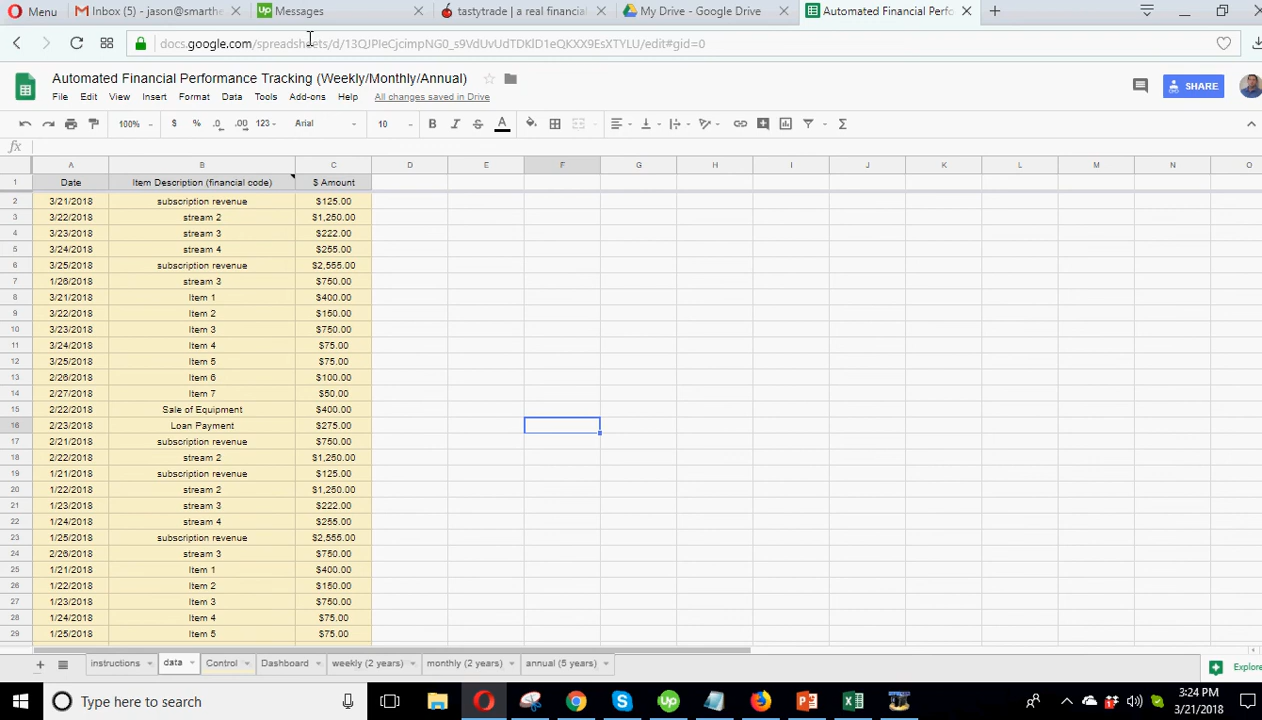 Menu
Inbox (93) - jason@smarthe
Messages
tastytrade | a real financial
My Drive - Google Drive
Automated Financial Perfo
docs.google.com/spreadsheets/d/13QJPIeCjcimpNG0_s9VdUvUdTDKlD1eQKXX9EsXTYLU/edit#gid=0
Automated Financial Performance Tracking (Weekly/Monthly/Annual)
File Edit View Insert Format Data Tools Add-ons Help All changes saved in Drive
SHARE
100% $ % .0 .00 123 Arial 10 B I S A
fx
A B C D E F G H I J K L M N O
1 Date Item Description (financial code) $ Amount
2 3/21/2018 subscription revenue $125.00
3 3/22/2018 stream 2 $1,250.00
4 3/23/2018 stream 3 $222.00
5 3/24/2018 stream 4 $255.00
6 3/25/2018 subscription revenue $2,555.00
7 1/26/2018 stream 3 $750.00
8 3/21/2018 Item 1 $400.00
9 3/22/2018 Item 2 $150.00
10 3/23/2018 Item 3 $750.00
11 3/24/2018 Item 4 $75.00
12 3/25/2018 Item 5 $75.00
13 2/26/2018 Item 6 $100.00
14 2/27/2018 Item 7 $50.00
15 2/22/2018 Sale of Equipment $400.00
16 2/23/2018 Loan Payment $275.00
17 2/21/2018 subscription revenue $750.00
18 2/22/2018 stream 2 $1,250.00
19 1/21/2018 subscription revenue $125.00
20 1/22/2018 stream 2 $1,250.00
21 1/23/2018 stream 3 $222.00
22 1/24/2018 stream 4 $255.00
23 1/25/2018 subscription revenue $2,555.00
24 2/26/2018 stream 3 $750.00
25 1/21/2018 Item 1 $400.00
26 1/22/2018 Item 2 $150.00
27 1/23/2018 Item 3 $750.00
28 1/24/2018 Item 4 $75.00
29 1/25/2018 Item 5 $75.00
instructions data Control Dashboard weekly (2 years) monthly (2 years) annual (5 years) Explore
Type here to search
3:24 PM
3/21/2018